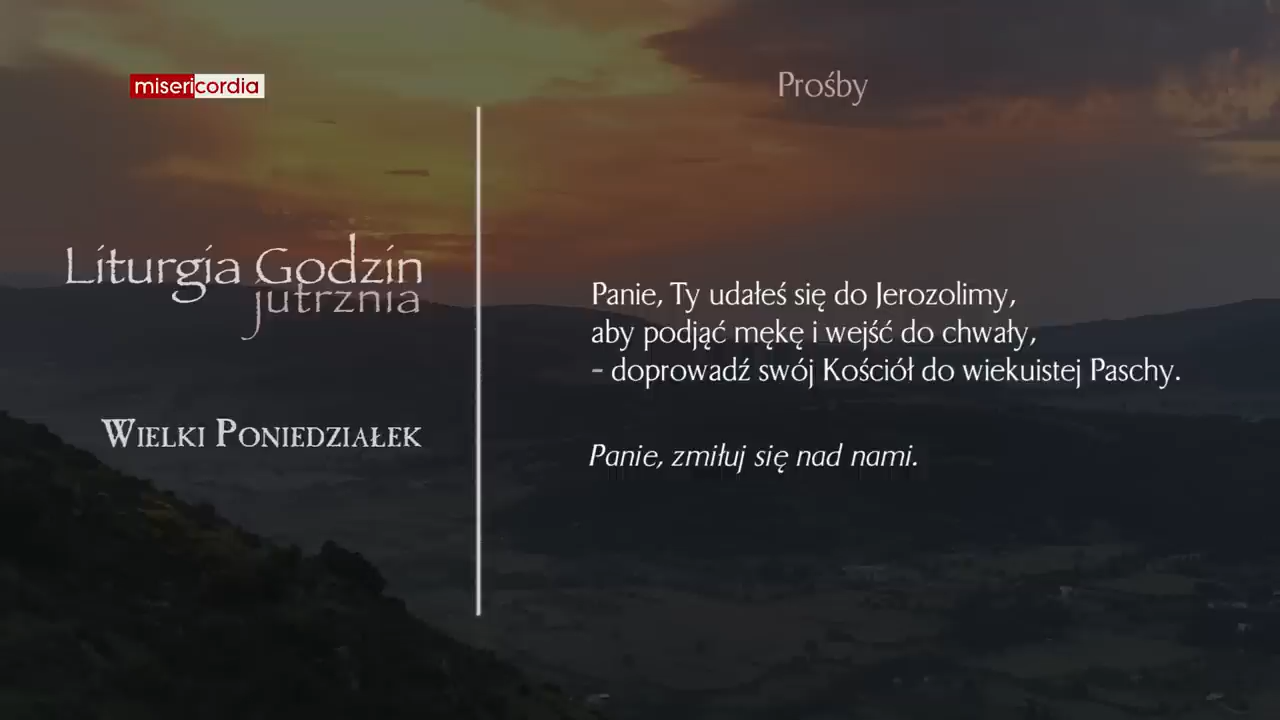 misericordia
Prośby
Liturgia Godzin
jutrznia
Wielki Poniedziałek
Panie, Ty udałeś się do Jerozolimy,
aby podjąć mękę i wejść do chwały,
- doprowadź swój Kościół do wiekuistej Paschy.
Panie, zmiłuj się nad nami.